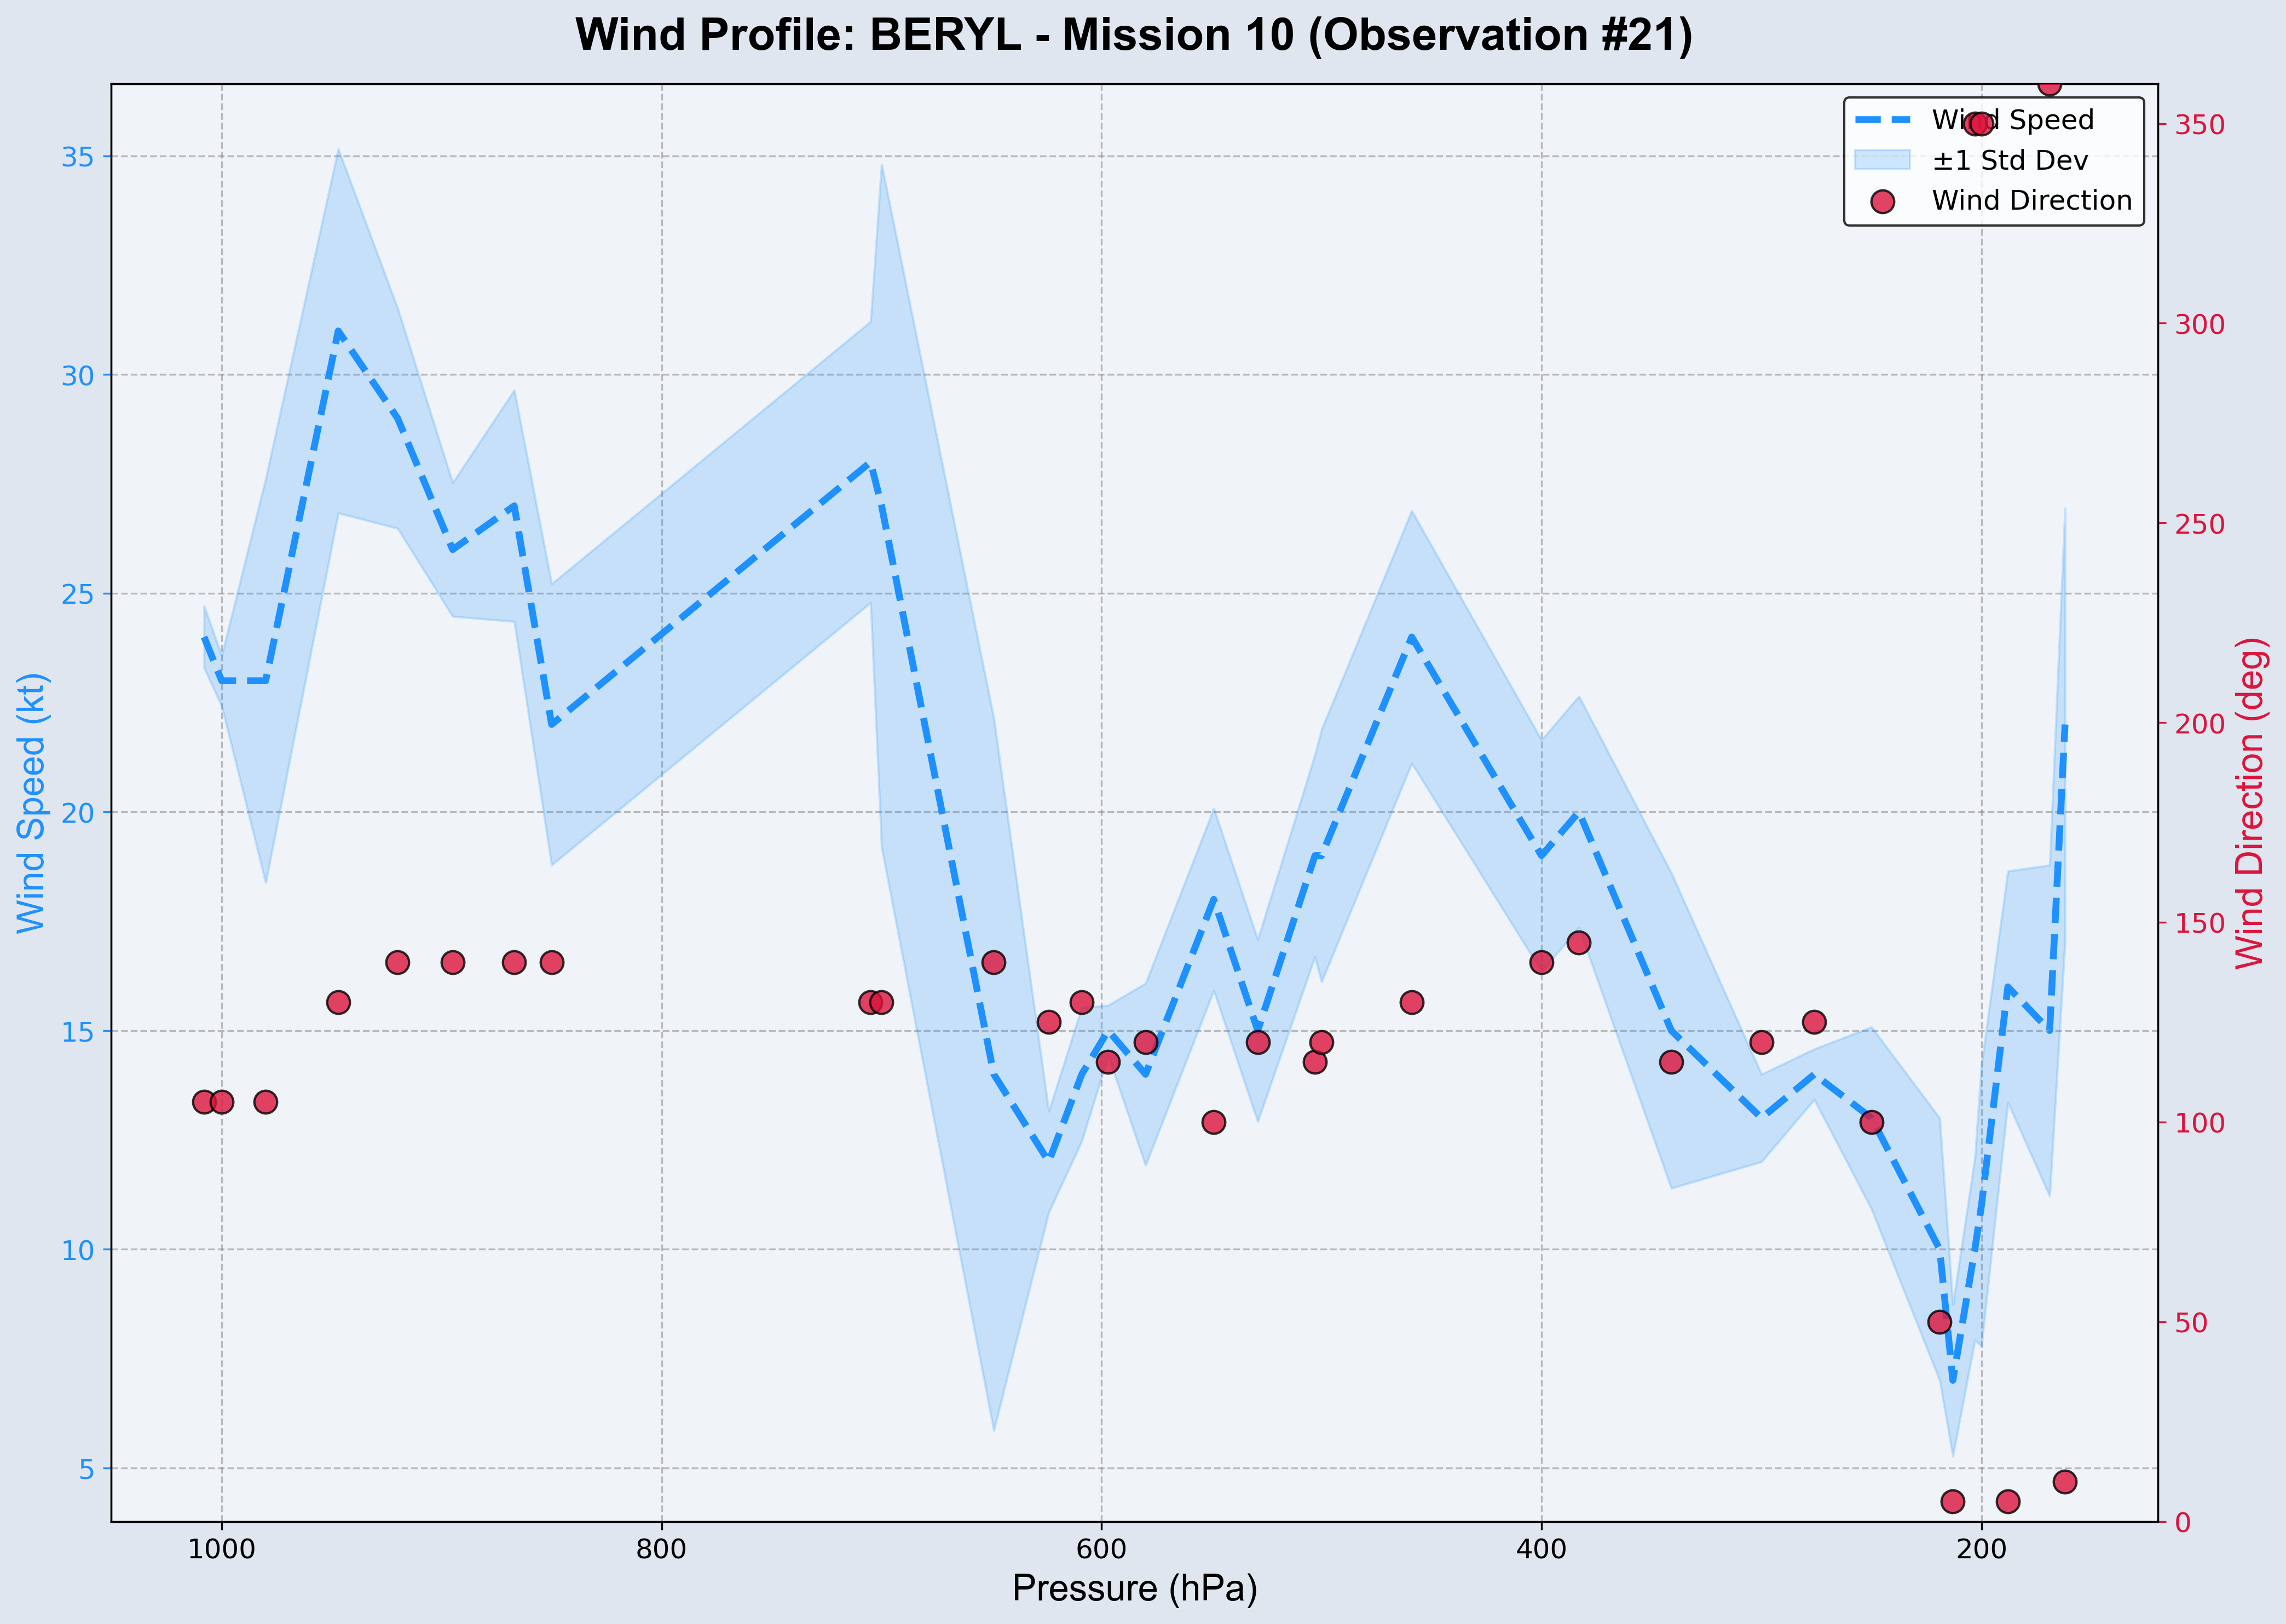 Wind Profile: BERYL - Mission 10 (Observation #21)
Wind Speed
±1 Std Dev
Wind Direction
Wind Speed (kt)
35
30
25
20
15
10
5
350
300
250
200
150
100
50
0
Wind Direction (deg)
1000
800
600
400
200
Pressure (hPa)